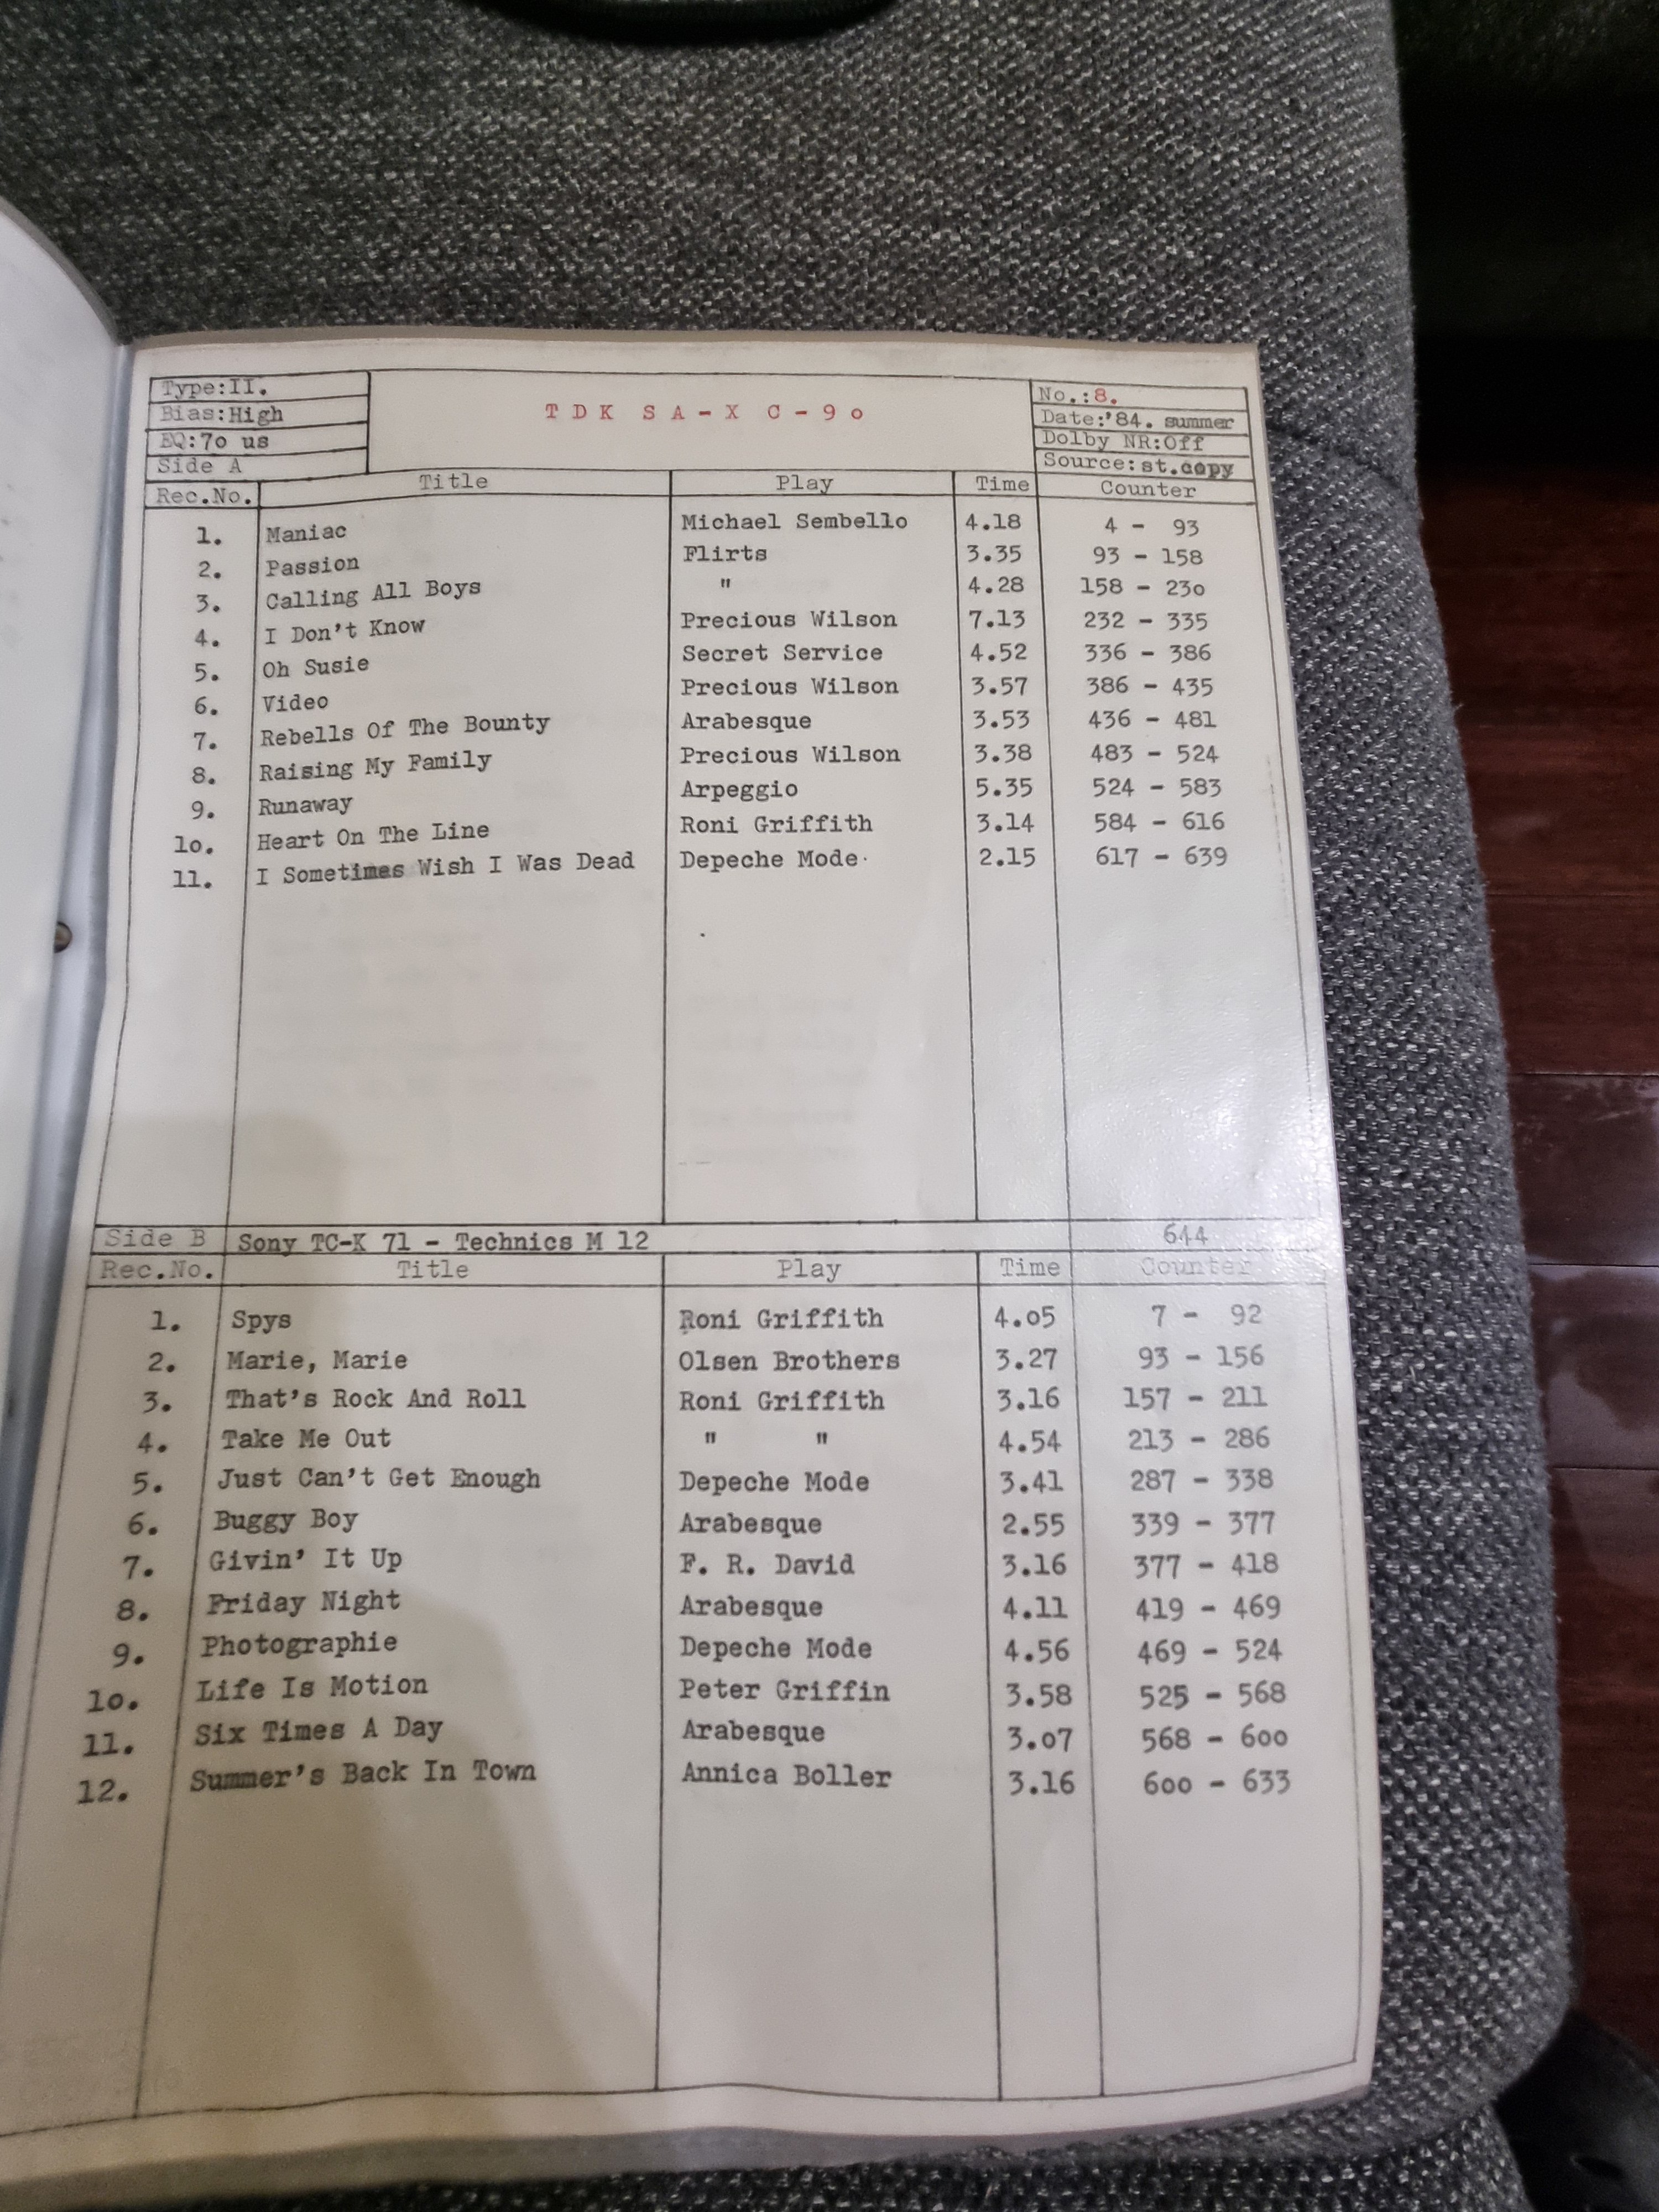 Type:II.
Bias:High
EQ:7o us
Side A
T D K S A - X C - 9 o
No.:8.
Date:'84. summer
Dolby NR:Off
Source:st.copy
Rec.No. Title Play Time Counter
1. Maniac Michael Sembello 4.18 4 - 93
2. Passion Flirts 3.35 93 - 158
3. Calling All Boys " 4.28 158 - 23o
4. I Don't Know Precious Wilson 7.13 232 - 335
5. Oh Susie Secret Service 4.52 336 - 386
6. Video Precious Wilson 3.57 386 - 435
7. Rebells Of The Bounty Arabesque 3.53 436 - 481
8. Raising My Family Precious Wilson 3.38 483 - 524
9. Runaway Arpeggio 5.35 524 - 583
1o. Heart On The Line Roni Griffith 3.14 584 - 616
11. I Sometimes Wish I Was Dead Depeche Mode 2.15 617 - 639
Side B Sony TC-K 71 - Technics M 12 644
Rec.No. Title Play Time Counter
1. Spys Roni Griffith 4.o5 7 - 92
2. Marie, Marie Olsen Brothers 3.27 93 - 156
3. That's Rock And Roll Roni Griffith 3.16 157 - 211
4. Take Me Out " " 4.54 213 - 286
5. Just Can't Get Enough Depeche Mode 3.41 287 - 338
6. Buggy Boy Arabesque 2.55 339 - 377
7. Givin' It Up F. R. David 3.16 377 - 418
8. Friday Night Arabesque 4.11 419 - 469
9. Photographie Depeche Mode 4.56 469 - 524
1o. Life Is Motion Peter Griffin 3.58 525 - 568
11. Six Times A Day Arabesque 3.o7 568 - 6oo
12. Summer's Back In Town Annica Boller 3.16 6oo - 633